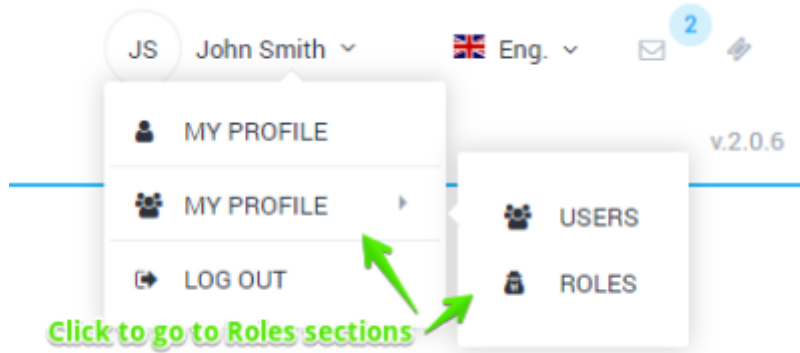 JS John Smith Eng. 2
MY PROFILE
v.2.0.6
MY PROFILE
USERS
LOG OUT
ROLES
Click to go to Roles sections